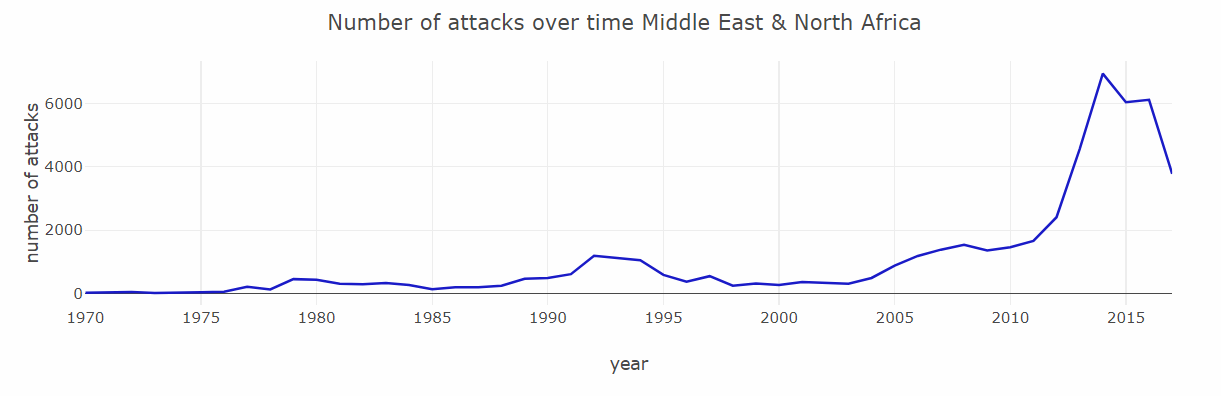 Number of attacks over time Middle East & North Africa
number of attacks
6000
4000
2000
0
1970 1975 1980 1985 1990 1995 2000 2005 2010 2015
year